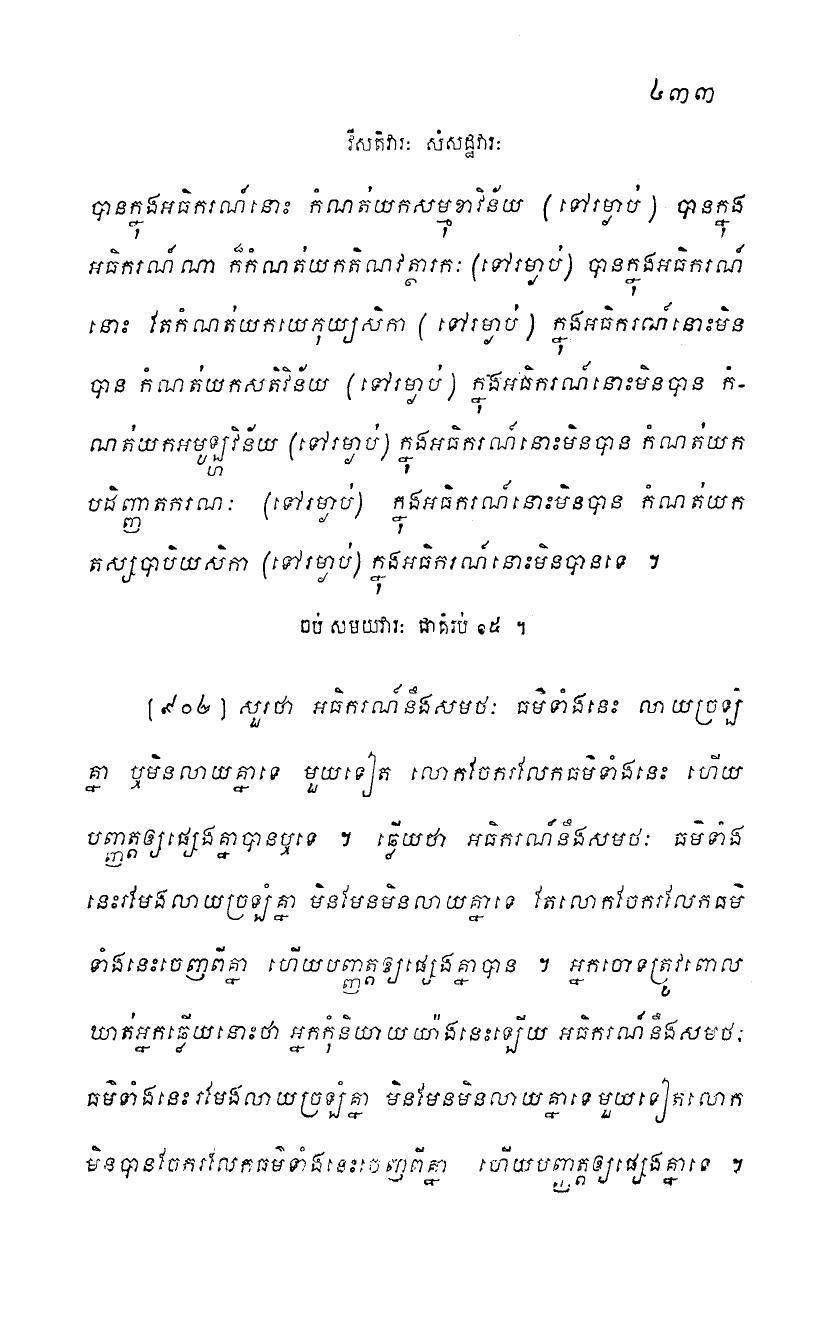 ៤៣៣
វីសតិវារៈ សំសដ្ឋវារៈ
បានក្នុងអធិករណ៍នោះ កំណត់យកសម្មុខាវិន័យ (ទៅរម្ងាប់) បានក្នុង
អធិករណ៍ណា ក៏កំណត់យកតិណវត្ថារកៈ (ទៅរម្ងាប់) បានក្នុងអធិករណ៍
នោះ តែកំណត់យកយេភុយ្យសិកា (ទៅរម្ងាប់) ក្នុងអធិករណ៍នោះមិន
បាន កំណត់យកសតិវិន័យ (ទៅរម្ងាប់) ក្នុងអធិករណ៍នោះមិនបាន កំ-
ណត់យកអមូឡ្ហវិន័យ (ទៅរម្ងាប់) ក្នុងអធិករណ៍នោះមិនបាន កំណត់យក
បដិញ្ញាតករណៈ (ទៅរម្ងាប់) ក្នុងអធិករណ៍នោះមិនបាន កំណត់យក
តស្សបាបិយសិកា (ទៅរម្ងាប់) ក្នុងអធិករណ៍នោះមិនបានទេ ។
ចប់ សមយវារៈ ជាគំរប់ ១៥ ។
[៩០៤] សួរថា អធិករណ៍នឹងសមថៈ ធម៌ទាំងនេះ លាយច្រឡំ
គ្នា ឬមិនលាយគ្នាទេ មួយទៀត លោកចែករលែកធម៌ទាំងនេះ ហើយ
បញ្ញត្តឲ្យផ្សេងគ្នាបានឬទេ ។ ឆ្លើយថា អធិករណ៍នឹងសមថៈ ធម៌ទាំង
នេះរមែងលាយច្រឡំគ្នា មិនមែនមិនលាយគ្នាទេ តែលោកចែករលែកធម៌
ទាំងនេះចេញពីគ្នា ហើយបញ្ញត្តឲ្យផ្សេងគ្នាបាន ។ អ្នកចោទត្រូវពោល
ឃាត់អ្នកឆ្លើយនោះថា អ្នកកុំនិយាយយ៉ាងនេះឡើយ អធិករណ៍នឹងសមថៈ
ធម៌ទាំងនេះរមែងលាយច្រឡំគ្នា មិនមែនមិនលាយគ្នាទេ មួយទៀតលោក
មិនបានចែករលែកធម៌ទាំងនេះចេញពីគ្នា ហើយបញ្ញត្តឲ្យផ្សេងគ្នាទេ ។